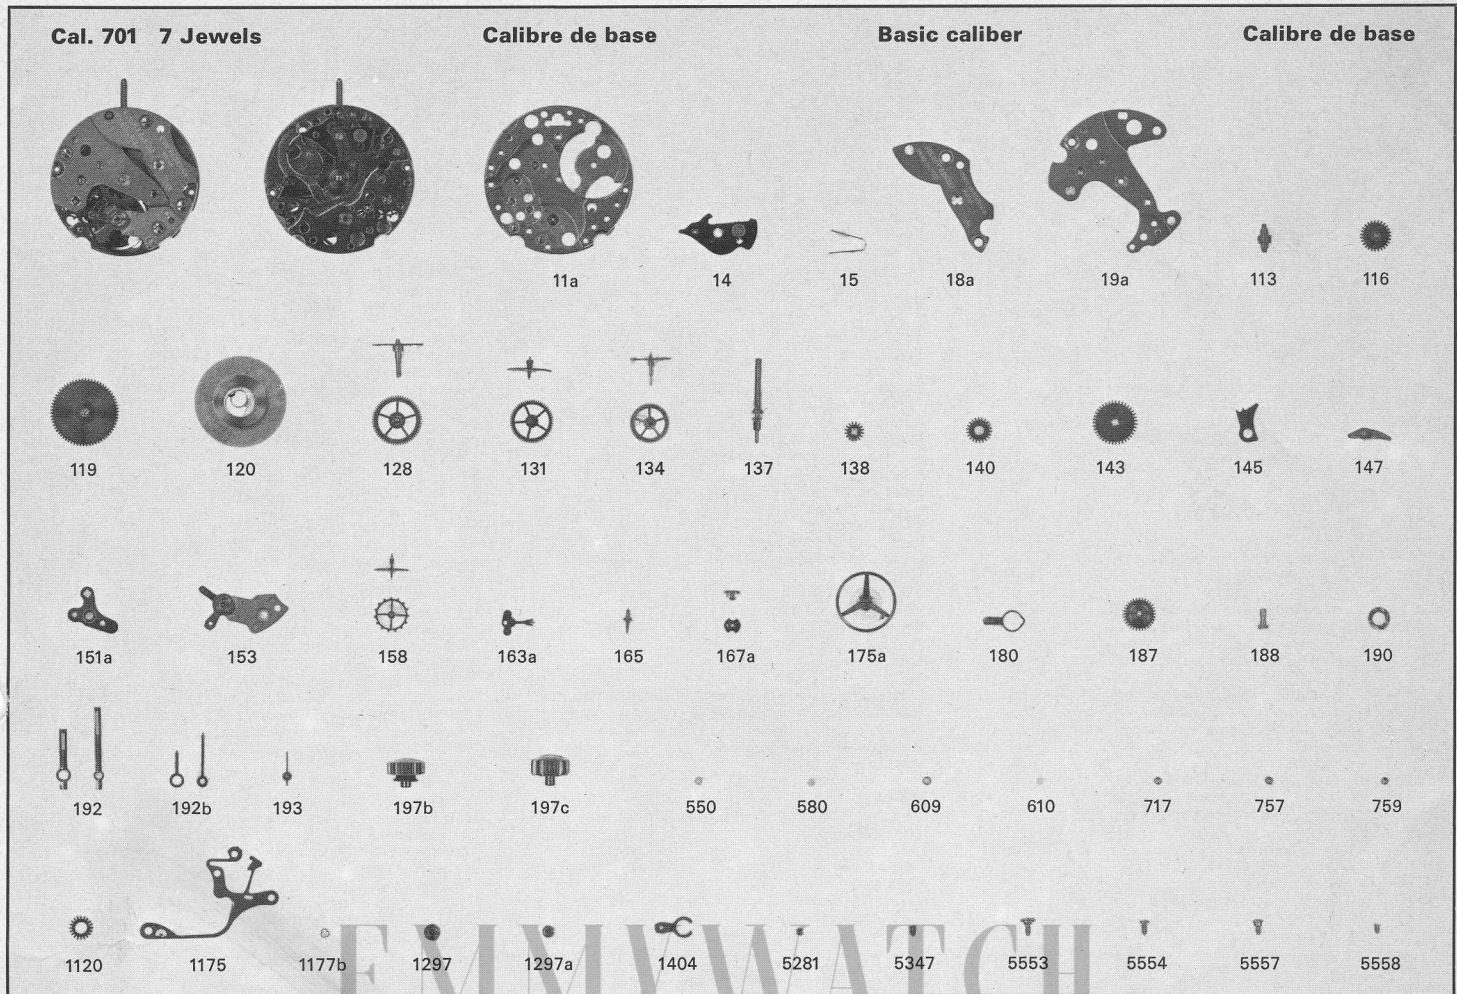 Cal. 701 7 Jewels Calibre de base Basic caliber Calibre de base
11a 14 15 18a 19a 113 116
119 120 128 131 134 137 138 140 143 145 147
151a 153 158 163a 165 167a 175a 180 187 188 190
192 192b 193 197b 197c 550 580 609 610 717 757 759
1120 1175 1177b 1297 1297a 1404 5281 5347 5553 5554 5557 5558
EMMYWATCH